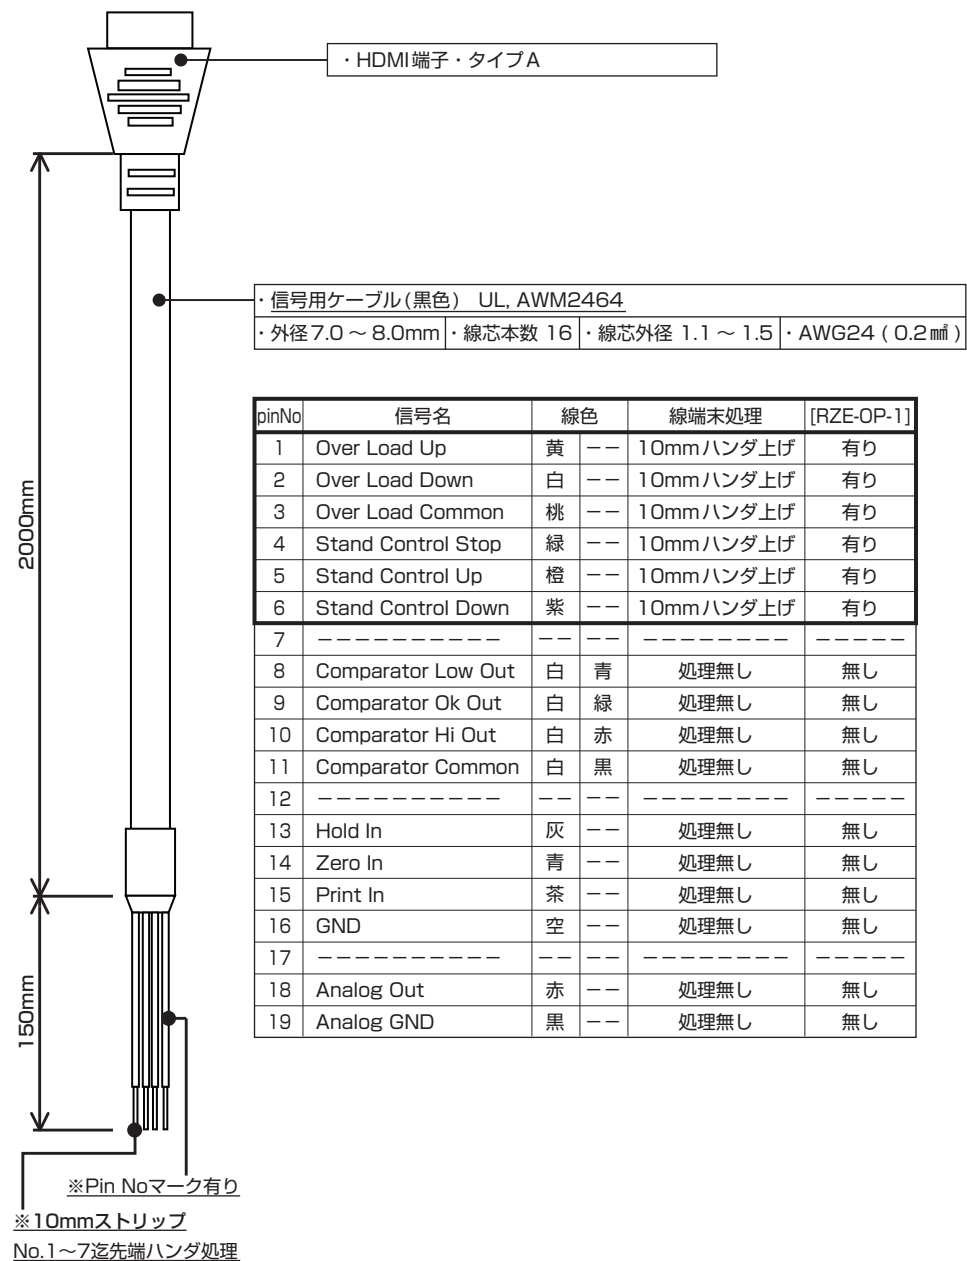 ・HDMI端子・タイプA
・信号用ケーブル(黒色) UL, AWM2464
・外径7.0～8.0mm ・線芯本数 16 ・線芯外径 1.1～1.5 ・AWG24 ( 0.2㎟ )
pinNo 信号名 線色 線端末処理 [RZE-OP-1]
1 Over Load Up 黄 −− 10mmハンダ上げ 有り
2 Over Load Down 白 −− 10mmハンダ上げ 有り
3 Over Load Common 桃 −− 10mmハンダ上げ 有り
4 Stand Control Stop 緑 −− 10mmハンダ上げ 有り
5 Stand Control Up 橙 −− 10mmハンダ上げ 有り
6 Stand Control Down 紫 −− 10mmハンダ上げ 有り
7 −−−−−−−−−− −− −− −−−−−−−− −−−−−
8 Comparator Low Out 白 青 処理無し 無し
9 Comparator Ok Out 白 緑 処理無し 無し
10 Comparator Hi Out 白 赤 処理無し 無し
11 Comparator Common 白 黒 処理無し 無し
12 −−−−−−−−−− −− −− −−−−−−−− −−−−−
13 Hold In 灰 −− 処理無し 無し
14 Zero In 青 −− 処理無し 無し
15 Print In 茶 −− 処理無し 無し
16 GND 空 −− 処理無し 無し
17 −−−−−−−−−− −− −− −−−−−−−− −−−−−
18 Analog Out 赤 −− 処理無し 無し
19 Analog GND 黒 −− 処理無し 無し
2000mm
150mm
※Pin Noマーク有り
※10mmストリップ
No.1～7迄先端ハンダ処理